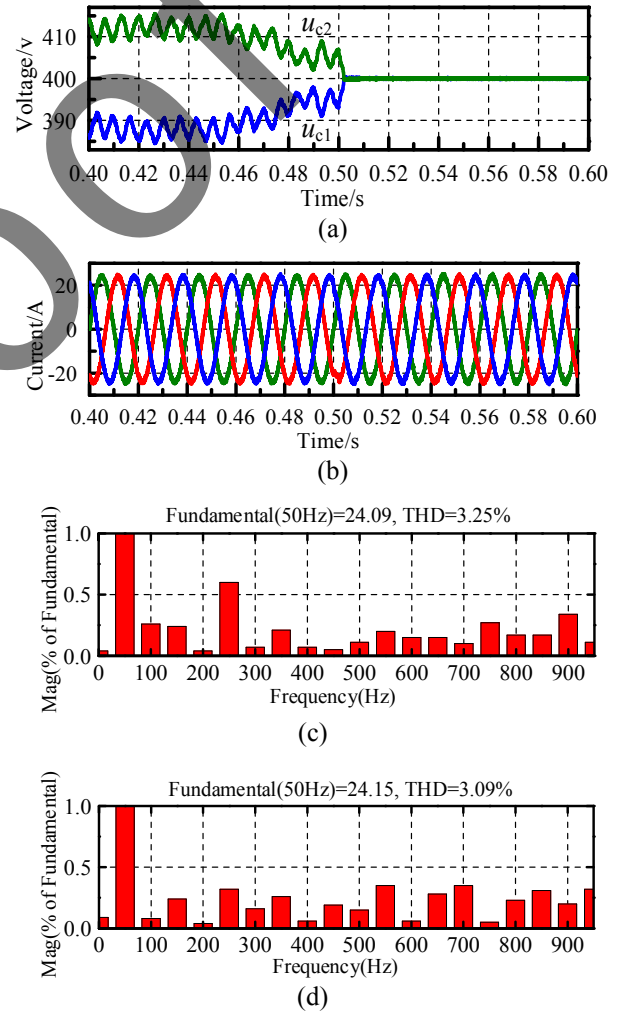 Voltage/v
410
400
390
u_c2
u_c1
0.40 0.42 0.44 0.46 0.48 0.50 0.52 0.54 0.56 0.58 0.60
Time/s
(a)
Current/A
20
0
-20
0.40 0.42 0.44 0.46 0.48 0.50 0.52 0.54 0.56 0.58 0.60
Time/s
(b)
Fundamental(50Hz)=24.09, THD=3.25%
Mag(% of Fundamental)
1.0
0.5
0.0
0 100 200 300 400 500 600 700 800 900
Frequency(Hz)
(c)
Fundamental(50Hz)=24.15, THD=3.09%
Mag(% of Fundamental)
1.0
0.5
0.0
0 100 200 300 400 500 600 700 800 900
Frequency(Hz)
(d)